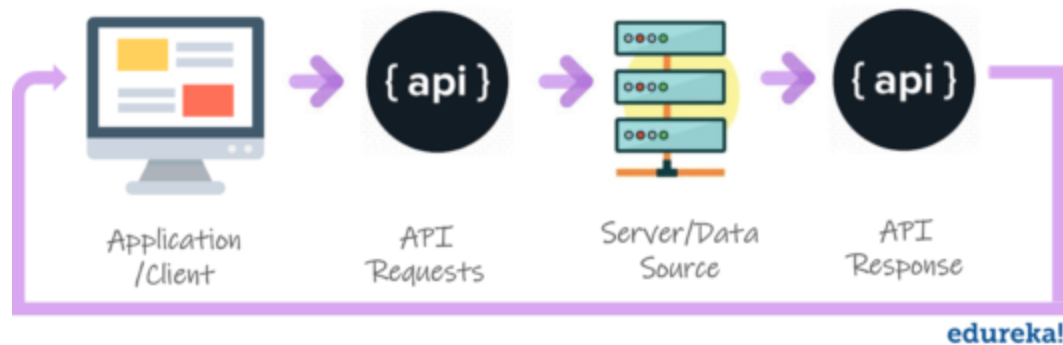 { api }
{ api }
Application
/Client
API
Requests
Server/Data
Source
API
Response
edureka!